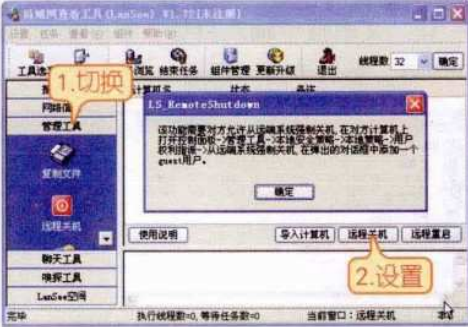 局域网查看工具(LanSee) V1.72[未注册]
设置 任务 查看 组件 帮助
工具选
浏览 结束任务 组件管理 更新升级 退出 线程数 32 确定
1.切换
计算机名 状态 备注
管理工具
复制文件
远程关机
聊天工具
嗅探工具
LanSee空间
LS_RemoteShutdown
该功能需要对方允许从远端系统强制关机,在对方计算机上
打开控制面板->管理工具->本地安全策略->本地策略->用户
权利指派->从远端系统强制关机,在弹出的对话框中添加一个
guest用户。
确定
使用说明 导入计算机 远程关机 远程重启
2.设置
完毕 执行线程数=0,等待任务数=0 当前窗口:远程关机